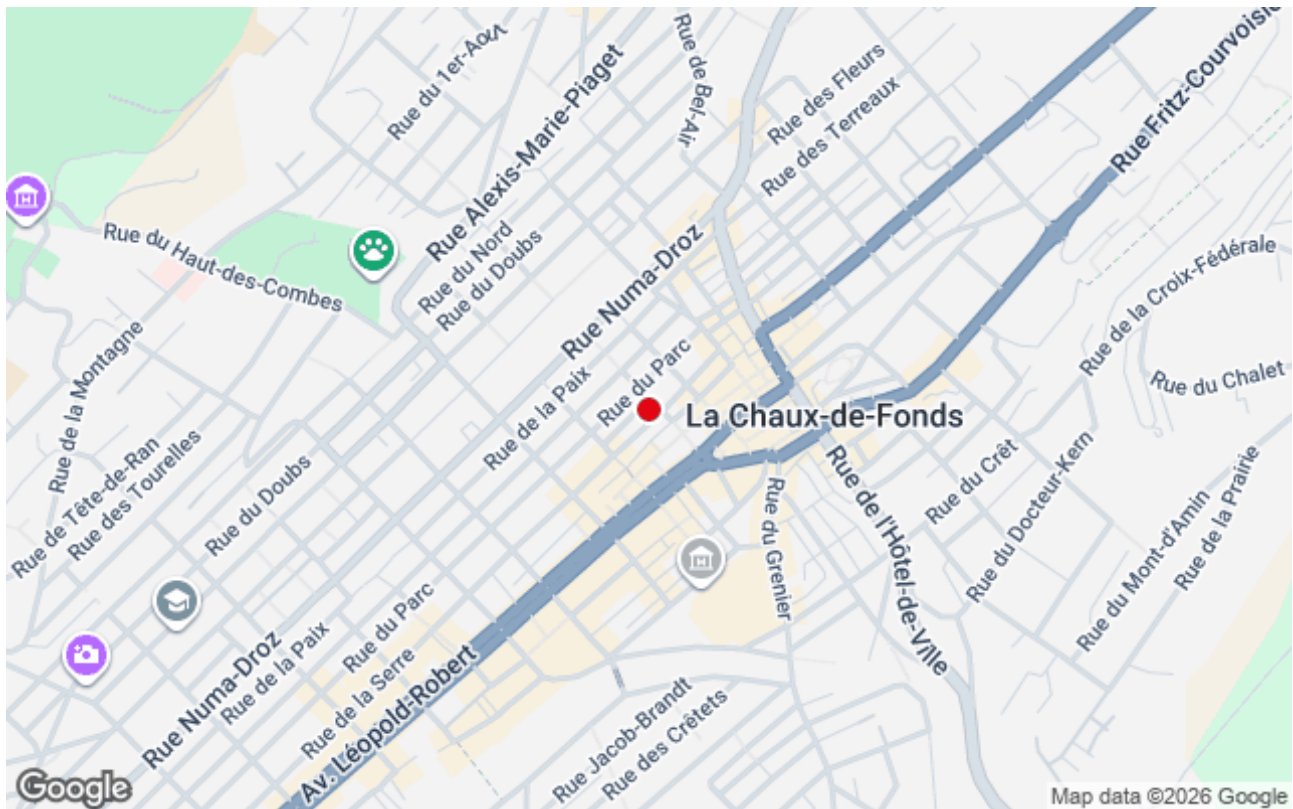 Rue du 1er-Août
Rue Alexis-Marie-Piaget
Rue de Bel-Air
Rue des Fleurs
Rue des Terreaux
Rue Fritz-Courvoisie
Rue du Haut-des-Combes
Rue du Nord
Rue du Doubs
Rue Numa-Droz
Rue de la Croix-Fédérale
Rue du Chalet
Rue de la Montagne
Rue du Parc
Rue de la Paix
La Chaux-de-Fonds
Rue de Tête-de-Ran
Rue des Tourelles
Rue du Doubs
Rue du Grenier
Rue de l'Hôtel-de-Ville
Rue du Crêt
Rue du Docteur-Kern
Rue du Mont-d'Amin
Rue de la Prairie
Rue du Parc
Rue de la Paix
Rue Numa-Droz
Rue de la Serre
Av. Léopold-Robert
Rue Jacob-Brandt
Rue des Crêtets
Google
Map data ©2026 Google